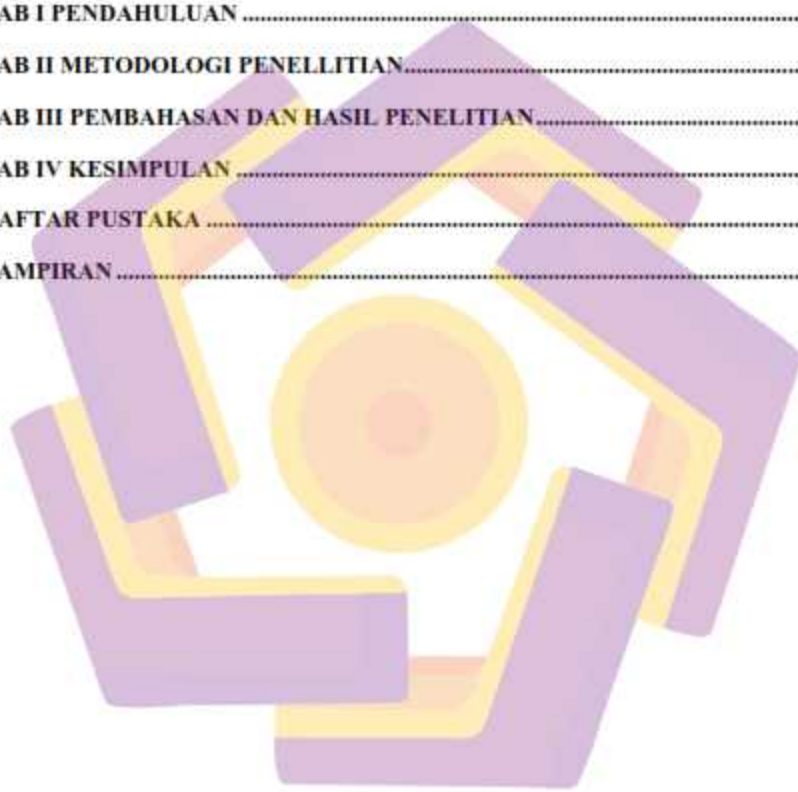 AB I PENDAHULUAN ........................................................................
AB II METODOLOGI PENELLITIAN........................................................
AB III PEMBAHASAN DAN HASIL PENELITIAN.....................................
AB IV KESIMPULAN ........................................................................
AFTAR PUSTAKA ........................................................................
AMPIRAN ........................................................................